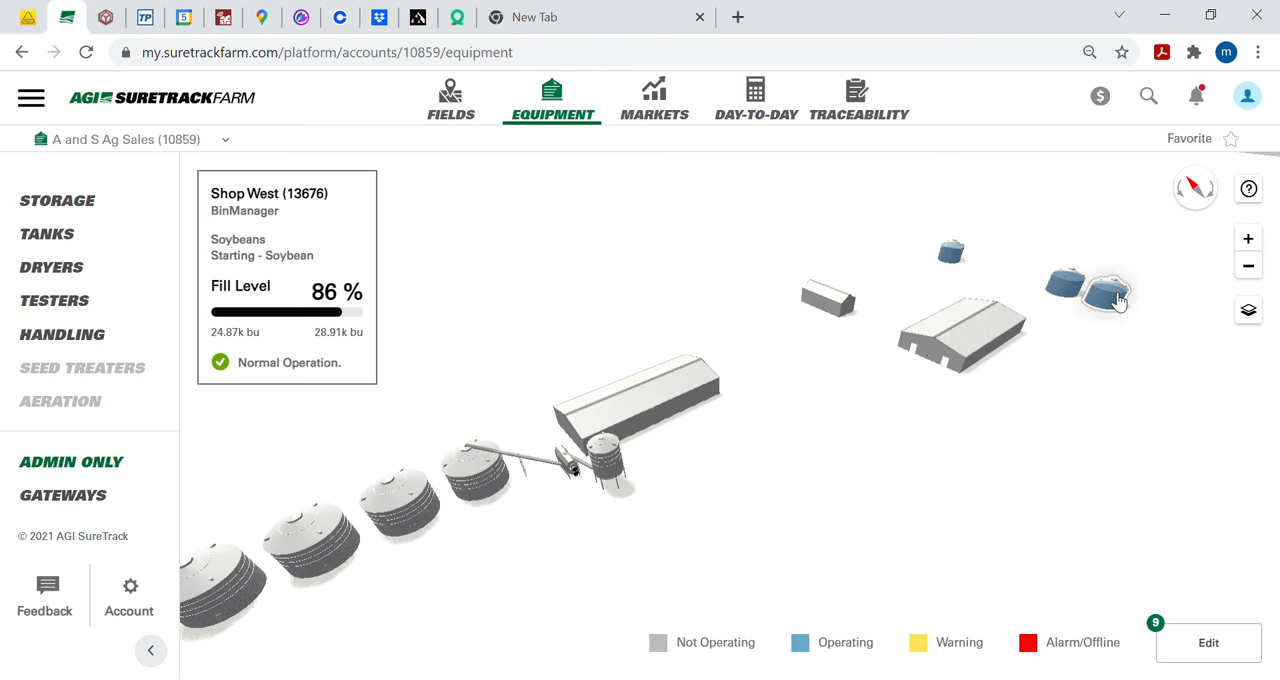 New Tab
my.suretrackfarm.com/platform/accounts/10859/equipment
m
AGI SURETRACKFARM
FIELDS
EQUIPMENT
MARKETS
DAY-TO-DAY
TRACEABILITY
A and S Ag Sales (10859)
Favorite
STORAGE
TANKS
DRYERS
TESTERS
HANDLING
SEED TREATERS
AERATION
ADMIN ONLY
GATEWAYS
© 2021 AGI SureTrack
Feedback
Account
Shop West (13676)
BinManager
Soybeans
Starting - Soybean
Fill Level 86 %
24.87k bu 28.91k bu
Normal Operation.
Not Operating
Operating
Warning
Alarm/Offline
9
Edit